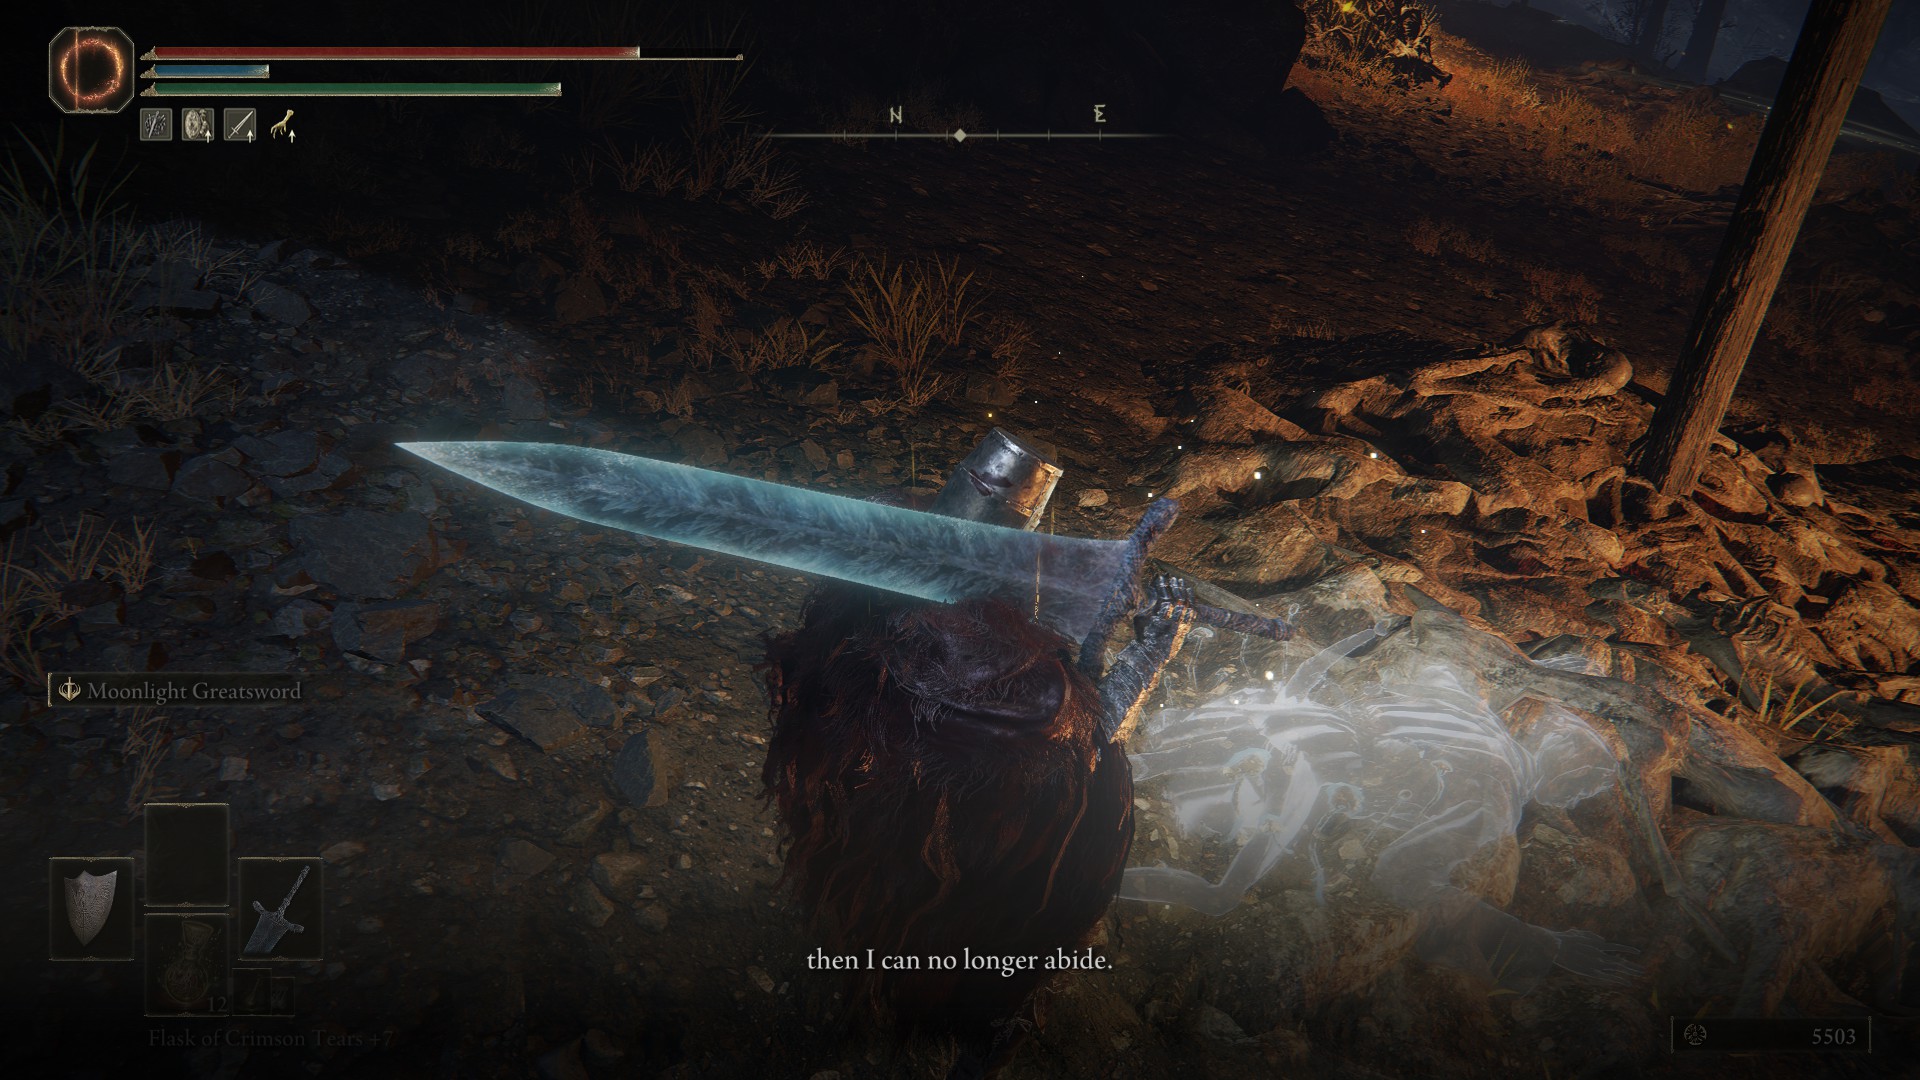 N
E
Moonlight Greatsword
then I can no longer abide.
12
Flask of Crimson Tears +7
5503